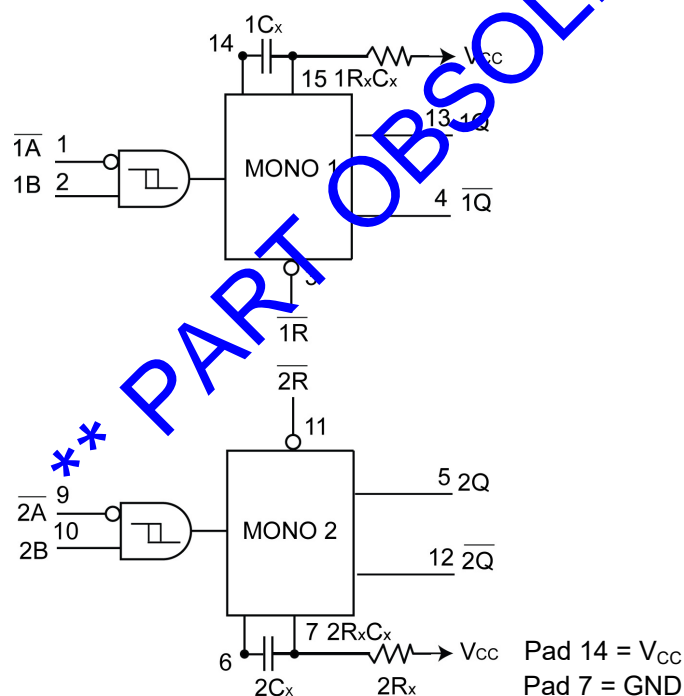 1Cx
14
15 1RxCx
VCC
1A 1
1B 2
MONO 1
13 1Q
4 1Q
3
1R
** PART OBSOL
2R
11
2A 9
2B 10
MONO 2
5 2Q
12 2Q
6
7 2RxCx
2Cx
2Rx
VCC
Pad 14 = VCC
Pad 7 = GND